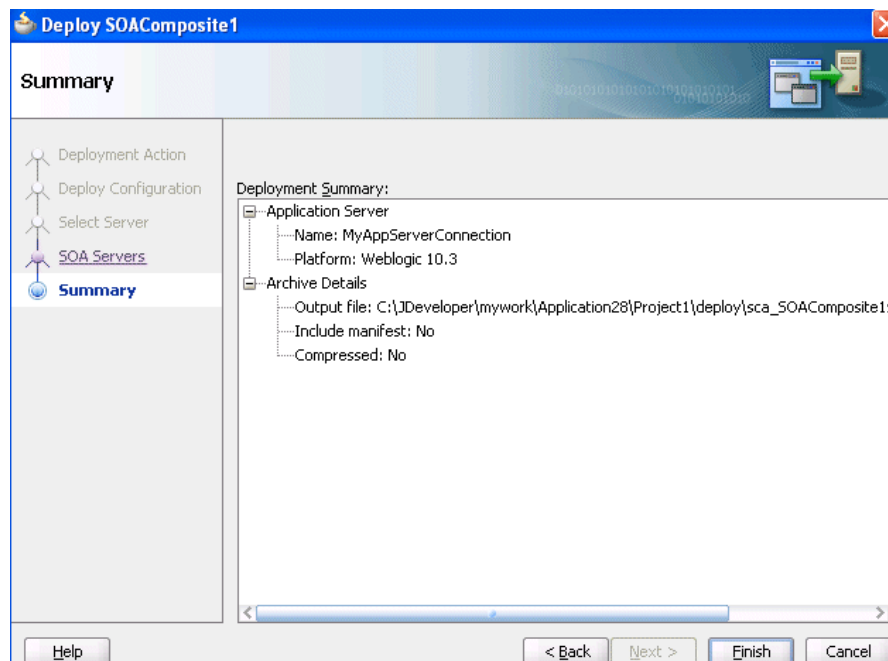 Deploy SOAComposite1
Summary
Deployment Action
Deploy Configuration
Select Server
SOA Servers
Summary
Deployment Summary:
Application Server
Name: MyAppServerConnection
Platform: Weblogic 10.3
Archive Details
Output file: C:\JDeveloper\mywork\Application28\Project1\deploy\sca_SOAComposite1
Include manifest: No
Compressed: No
Help
< Back
Next >
Finish
Cancel